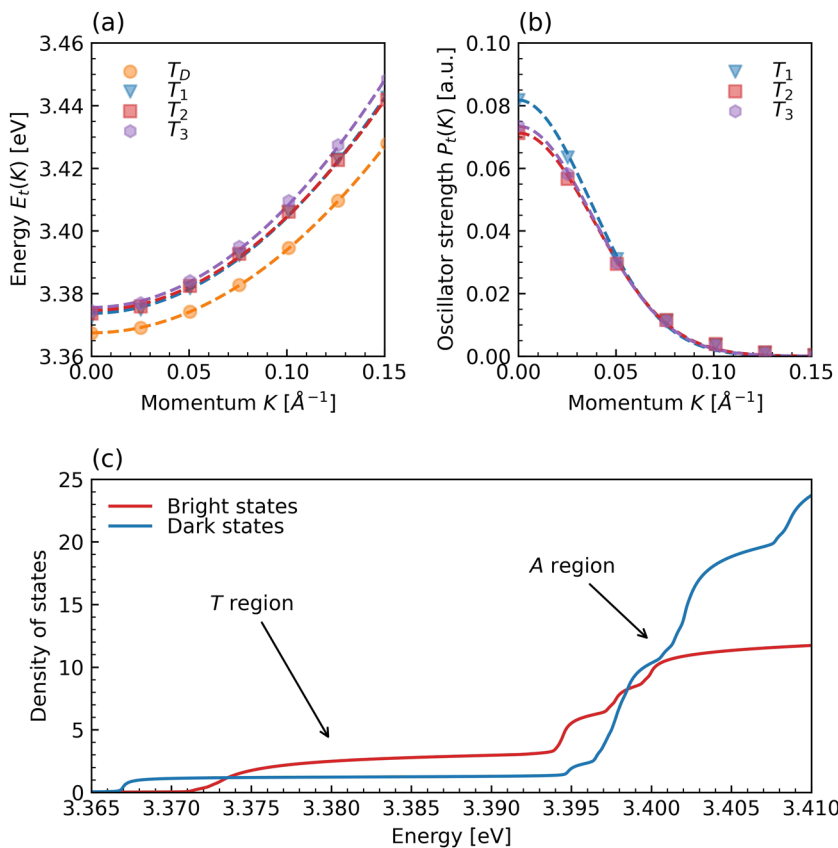 (a)
3.46
3.44
3.42
3.40
3.38
3.36
Energy E_t(K) [eV]
T_D
T_1
T_2
T_3
0.00 0.05 0.10 0.15
Momentum K [Å⁻¹]
(b)
0.10
0.08
0.06
0.04
0.02
0.00
Oscillator strength P_t(K) [a.u.]
T_1
T_2
T_3
0.00 0.05 0.10 0.15
Momentum K [Å⁻¹]
(c)
25
20
15
10
5
0
Density of states
Bright states
Dark states
T region
A region
3.365 3.370 3.375 3.380 3.385 3.390 3.395 3.400 3.405 3.410
Energy [eV]